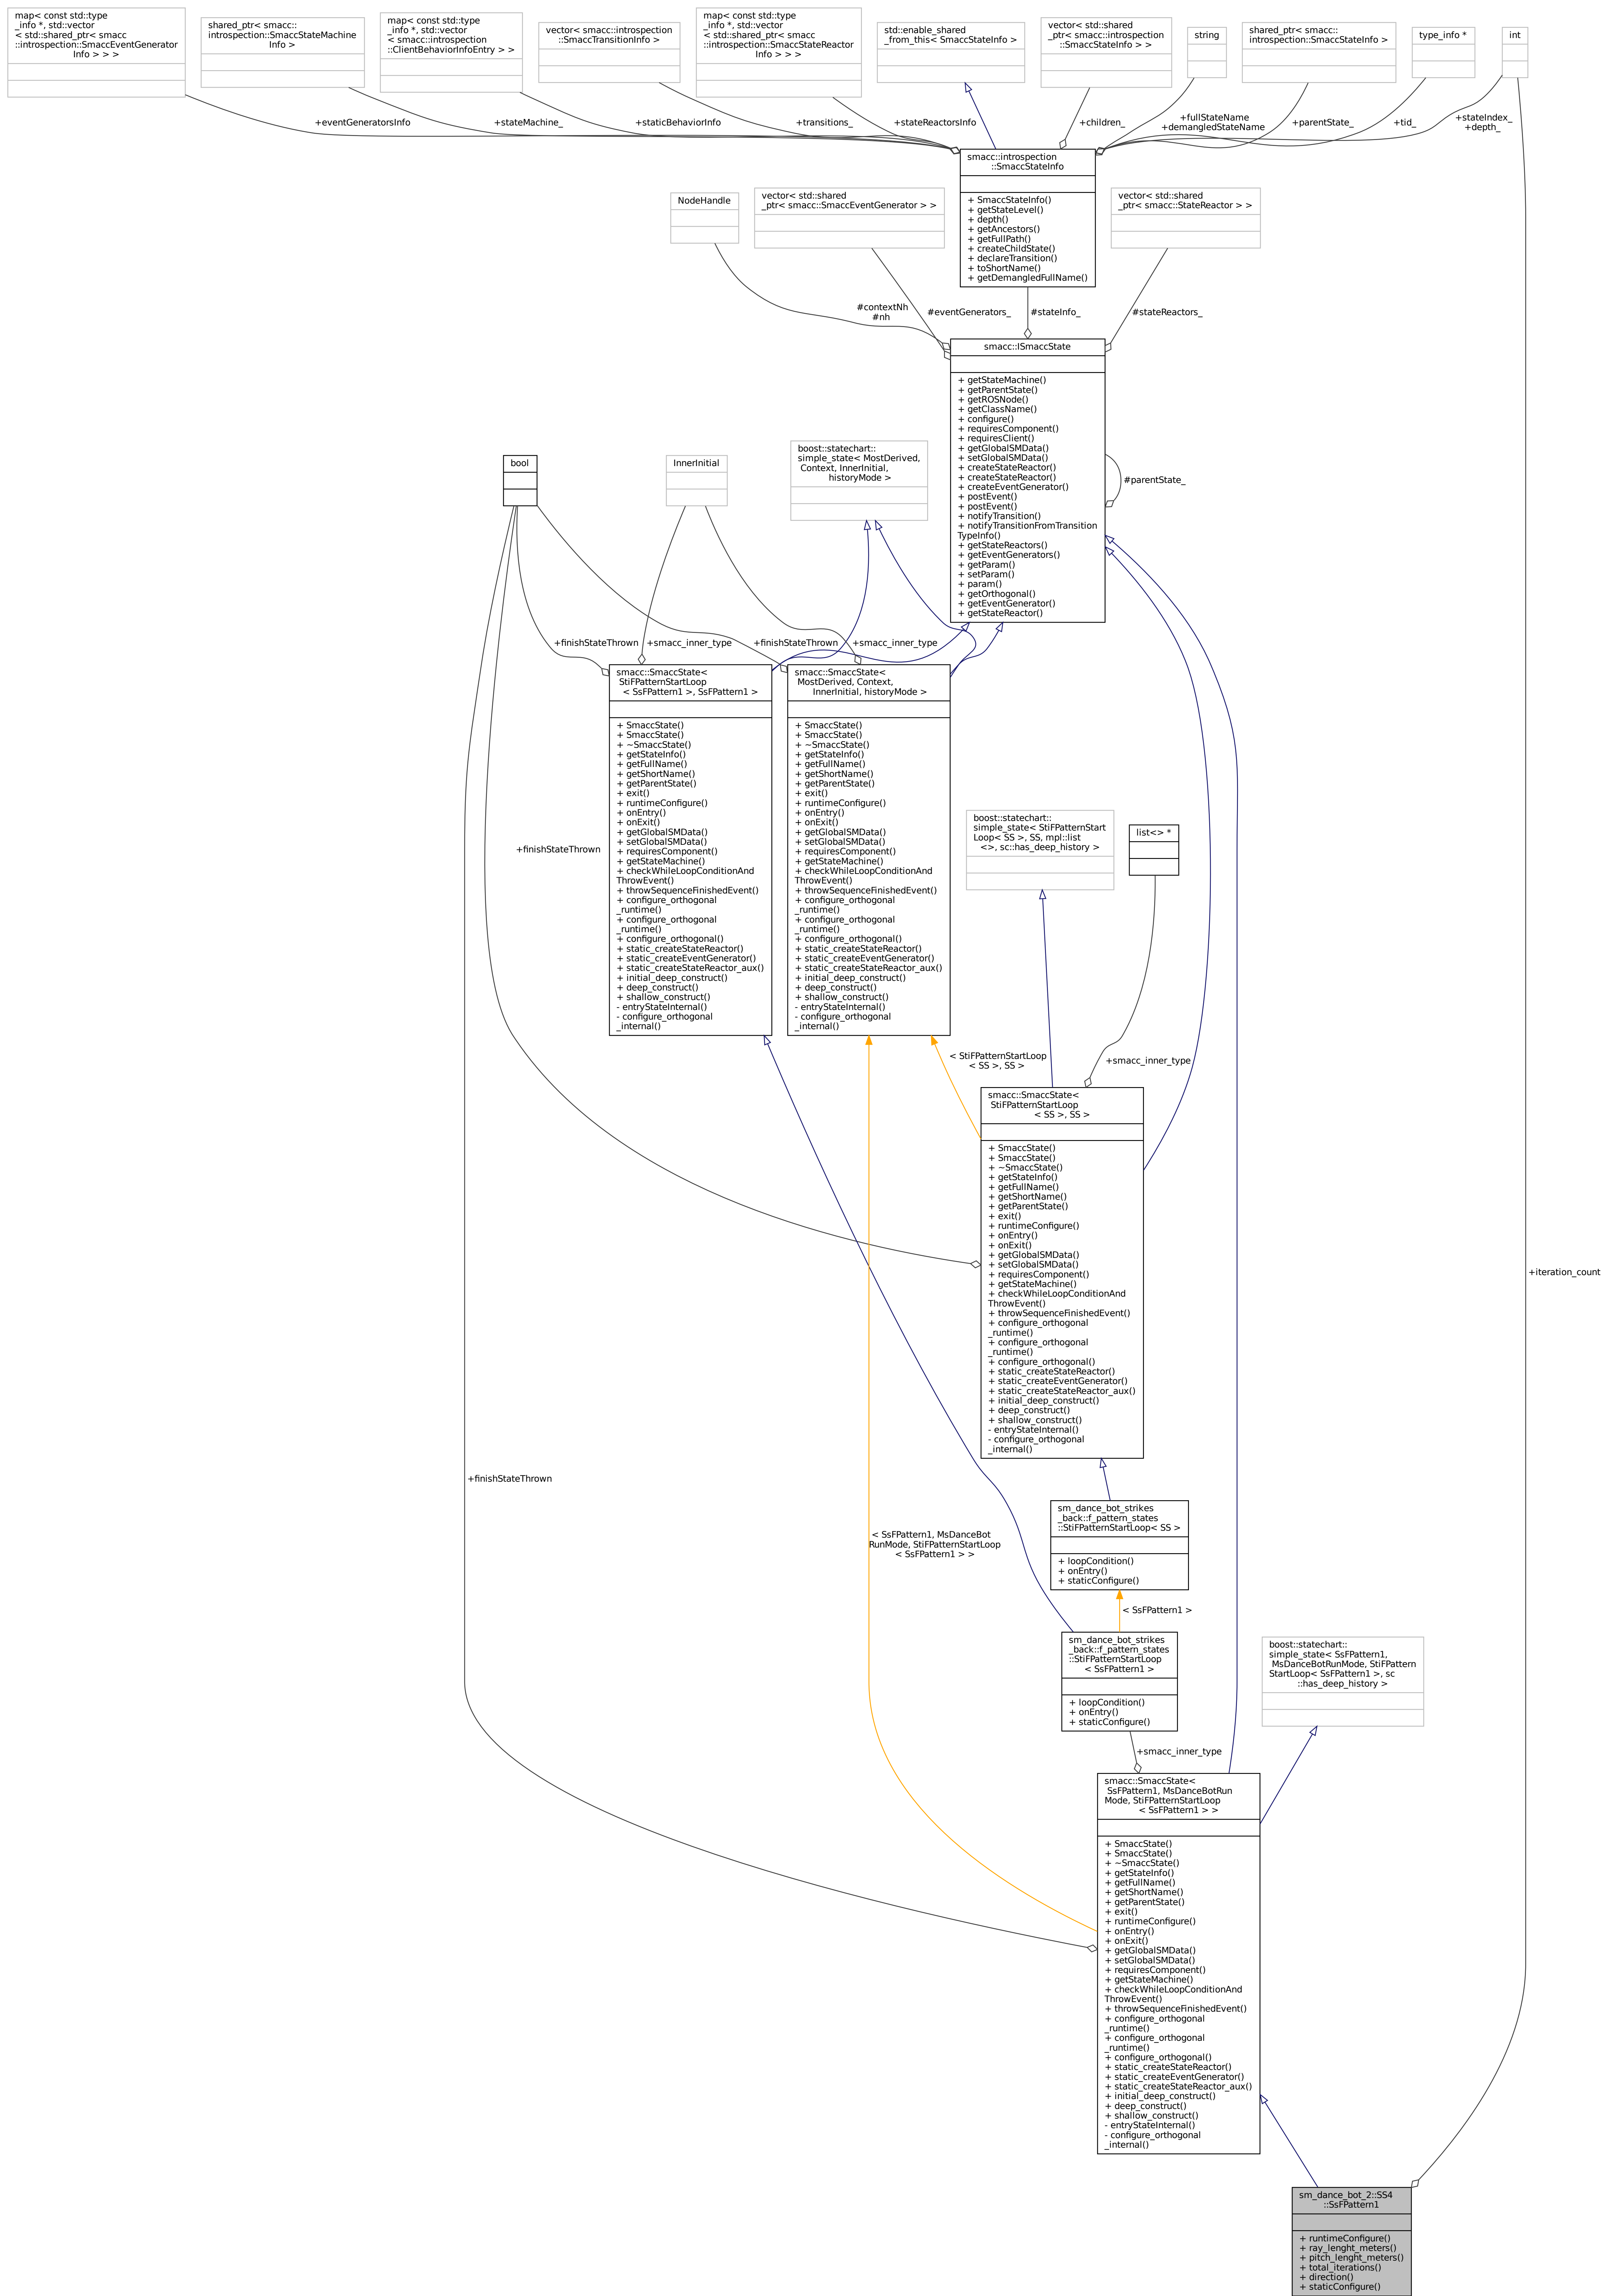 map< const std::type
_info *, std::vector
< std::shared_ptr< smacc
::introspection::SmaccEventGenerator
Info > > >
shared_ptr< smacc::
introspection::SmaccStateMachine
Info >
map< const std::type
_info *, std::vector
< smacc::introspection
::ClientBehaviorInfoEntry > >
vector< smacc::introspection
::SmaccTransitionInfo >
map< const std::type
_info *, std::vector
< std::shared_ptr< smacc
::introspection::SmaccStateReactor
Info > > >
std::enable_shared
_from_this< SmaccStateInfo >
vector< std::shared
_ptr< smacc::introspection
::SmaccStateInfo > >
string
shared_ptr< smacc::
introspection::SmaccStateInfo >
type_info *
int
+eventGeneratorsInfo
+stateMachine_
+staticBehaviorInfo
+transitions_
+stateReactorsInfo
+children_
+fullStateName
+demangledStateName
+parentState_
+tid_
+stateIndex_
+depth_
smacc::introspection
::SmaccStateInfo
+ SmaccStateInfo()
+ getStateLevel()
+ depth()
+ getAncestors()
+ getFullPath()
+ createChildState()
+ declareTransition()
+ toShortName()
+ getDemangledFullName()
NodeHandle
vector< std::shared
_ptr< smacc::SmaccEventGenerator > >
vector< std::shared
_ptr< smacc::StateReactor > >
#contextNh
#nh
#eventGenerators_
#stateInfo_
#stateReactors_
smacc::ISmaccState
+ getStateMachine()
+ getParentState()
+ getROSNode()
+ getClassName()
+ configure()
+ requiresComponent()
+ requiresClient()
+ getGlobalSMData()
+ setGlobalSMData()
+ createStateReactor()
+ createStateReactor()
+ createEventGenerator()
+ postEvent()
+ postEvent()
+ notifyTransition()
+ notifyTransitionFromTransition
TypeInfo()
+ getStateReactors()
+ getEventGenerators()
+ getParam()
+ setParam()
+ param()
+ getOrthogonal()
+ getEventGenerator()
+ getStateReactor()
#parentState_
bool
InnerInitial
boost::statechart::
simple_state< MostDerived,
Context, InnerInitial,
historyMode >
+finishStateThrown
+smacc_inner_type
+finishStateThrown
+smacc_inner_type
smacc::SmaccState<
StiFPatternStartLoop
< SsFPattern1 >, SsFPattern1 >
+ SmaccState()
+ SmaccState()
+ ~SmaccState()
+ getStateInfo()
+ getFullName()
+ getShortName()
+ getParentState()
+ exit()
+ runtimeConfigure()
+ onEntry()
+ onExit()
+ getGlobalSMData()
+ setGlobalSMData()
+ requiresComponent()
+ getStateMachine()
+ checkWhileLoopConditionAnd
ThrowEvent()
+ throwSequenceFinishedEvent()
+ configure_orthogonal
_runtime()
+ configure_orthogonal
_runtime()
+ configure_orthogonal()
+ static_createStateReactor()
+ static_createEventGenerator()
+ static_createStateReactor_aux()
+ initial_deep_construct()
+ deep_construct()
+ shallow_construct()
- entryStateInternal()
- configure_orthogonal
_internal()
smacc::SmaccState<
MostDerived, Context,
InnerInitial, historyMode >
+ SmaccState()
+ SmaccState()
+ ~SmaccState()
+ getStateInfo()
+ getFullName()
+ getShortName()
+ getParentState()
+ exit()
+ runtimeConfigure()
+ onEntry()
+ onExit()
+ getGlobalSMData()
+ setGlobalSMData()
+ requiresComponent()
+ getStateMachine()
+ checkWhileLoopConditionAnd
ThrowEvent()
+ throwSequenceFinishedEvent()
+ configure_orthogonal
_runtime()
+ configure_orthogonal
_runtime()
+ configure_orthogonal()
+ static_createStateReactor()
+ static_createEventGenerator()
+ static_createStateReactor_aux()
+ initial_deep_construct()
+ deep_construct()
+ shallow_construct()
- entryStateInternal()
- configure_orthogonal
_internal()
+finishStateThrown
boost::statechart::
simple_state< StiFPatternStart
Loop< SS >, SS, mpl::list
<>, sc::has_deep_history >
list<> *
+smacc_inner_type
< StiFPatternStartLoop
< SS >, SS >
smacc::SmaccState<
StiFPatternStartLoop
< SS >, SS >
+ SmaccState()
+ SmaccState()
+ ~SmaccState()
+ getStateInfo()
+ getFullName()
+ getShortName()
+ getParentState()
+ exit()
+ runtimeConfigure()
+ onEntry()
+ onExit()
+ getGlobalSMData()
+ setGlobalSMData()
+ requiresComponent()
+ getStateMachine()
+ checkWhileLoopConditionAnd
ThrowEvent()
+ throwSequenceFinishedEvent()
+ configure_orthogonal
_runtime()
+ configure_orthogonal
_runtime()
+ configure_orthogonal()
+ static_createStateReactor()
+ static_createEventGenerator()
+ static_createStateReactor_aux()
+ initial_deep_construct()
+ deep_construct()
+ shallow_construct()
- entryStateInternal()
- configure_orthogonal
_internal()
+iteration_count
+finishStateThrown
< SsFPattern1, MsDanceBot
RunMode, StiFPatternStartLoop
< SsFPattern1 > >
sm_dance_bot_strikes
_back::f_pattern_states
::StiFPatternStartLoop< SS >
+ loopCondition()
+ onEntry()
+ staticConfigure()
< SsFPattern1 >
sm_dance_bot_strikes
_back::f_pattern_states
::StiFPatternStartLoop
< SsFPattern1 >
+ loopCondition()
+ onEntry()
+ staticConfigure()
boost::statechart::
simple_state< SsFPattern1,
MsDanceBotRunMode, StiFPattern
StartLoop< SsFPattern1 >, sc
::has_deep_history >
+smacc_inner_type
smacc::SmaccState<
SsFPattern1, MsDanceBotRun
Mode, StiFPatternStartLoop
< SsFPattern1 > >
+ SmaccState()
+ SmaccState()
+ ~SmaccState()
+ getStateInfo()
+ getFullName()
+ getShortName()
+ getParentState()
+ exit()
+ runtimeConfigure()
+ onEntry()
+ onExit()
+ getGlobalSMData()
+ setGlobalSMData()
+ requiresComponent()
+ getStateMachine()
+ checkWhileLoopConditionAnd
ThrowEvent()
+ throwSequenceFinishedEvent()
+ configure_orthogonal
_runtime()
+ configure_orthogonal
_runtime()
+ configure_orthogonal()
+ static_createStateReactor()
+ static_createEventGenerator()
+ static_createStateReactor_aux()
+ initial_deep_construct()
+ deep_construct()
+ shallow_construct()
- entryStateInternal()
- configure_orthogonal
_internal()
sm_dance_bot_2::SS4
::SsFPattern1
+ runtimeConfigure()
+ ray_lenght_meters()
+ pitch_lenght_meters()
+ total_iterations()
+ direction()
+ staticConfigure()